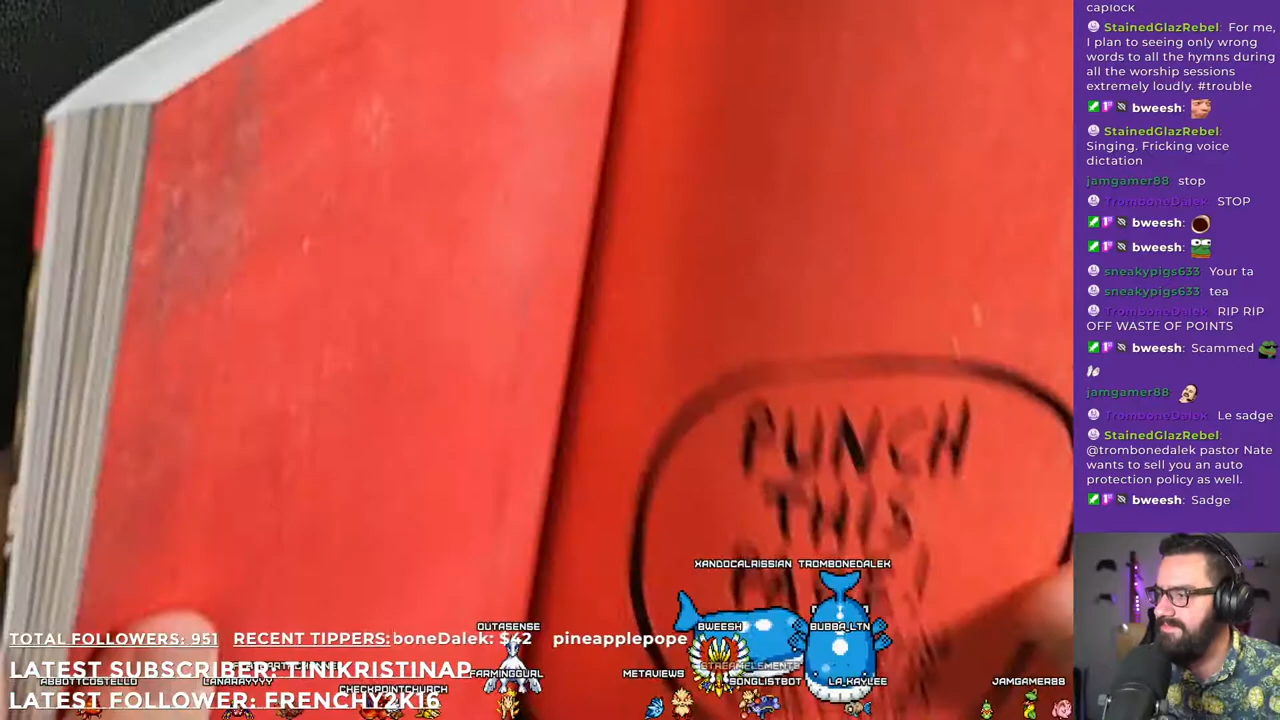 caplock
StainedGlazRebel: For me,
I plan to seeing only wrong
words to all the hymns during
all the worship sessions
extremely loudly. #trouble
bweesh:
StainedGlazRebel:
Singing. Fricking voice
dictation
jamgamer88 stop
TromboneDalek STOP
bweesh:
bweesh:
sneakypigs633 Your ta
sneakypigs633 tea
TromboneDalek RIP RIP
OFF WASTE OF POINTS
bweesh: Scammed
jamgamer88
TromboneDalek Le sadge
StainedGlazRebel:
@trombonedalek pastor Nate
wants to sell you an auto
protection policy as well.
bweesh: Sadge
PUNCH
THIS
XANDOCALRISSIAN TROMBONEDALEK
OUTASENSE
BWEESH
BUBBA_LTN
TOTAL FOLLOWERS: 951 RECENT TIPPERS: boneDalek: $42 pineapplepope
STREAMELEMENTS
LATEST SUBSCRIBER: TINIKRISTINAP
FARMINGGURL
METAVIEWS
SONGLISTBOT
LA_KAYLEE
JAMGAMER88
ABBOTTCOSTELLO
LANARAYYYY
CHECKPOINTCHURCH
LATEST FOLLOWER: FRENCHY2K16